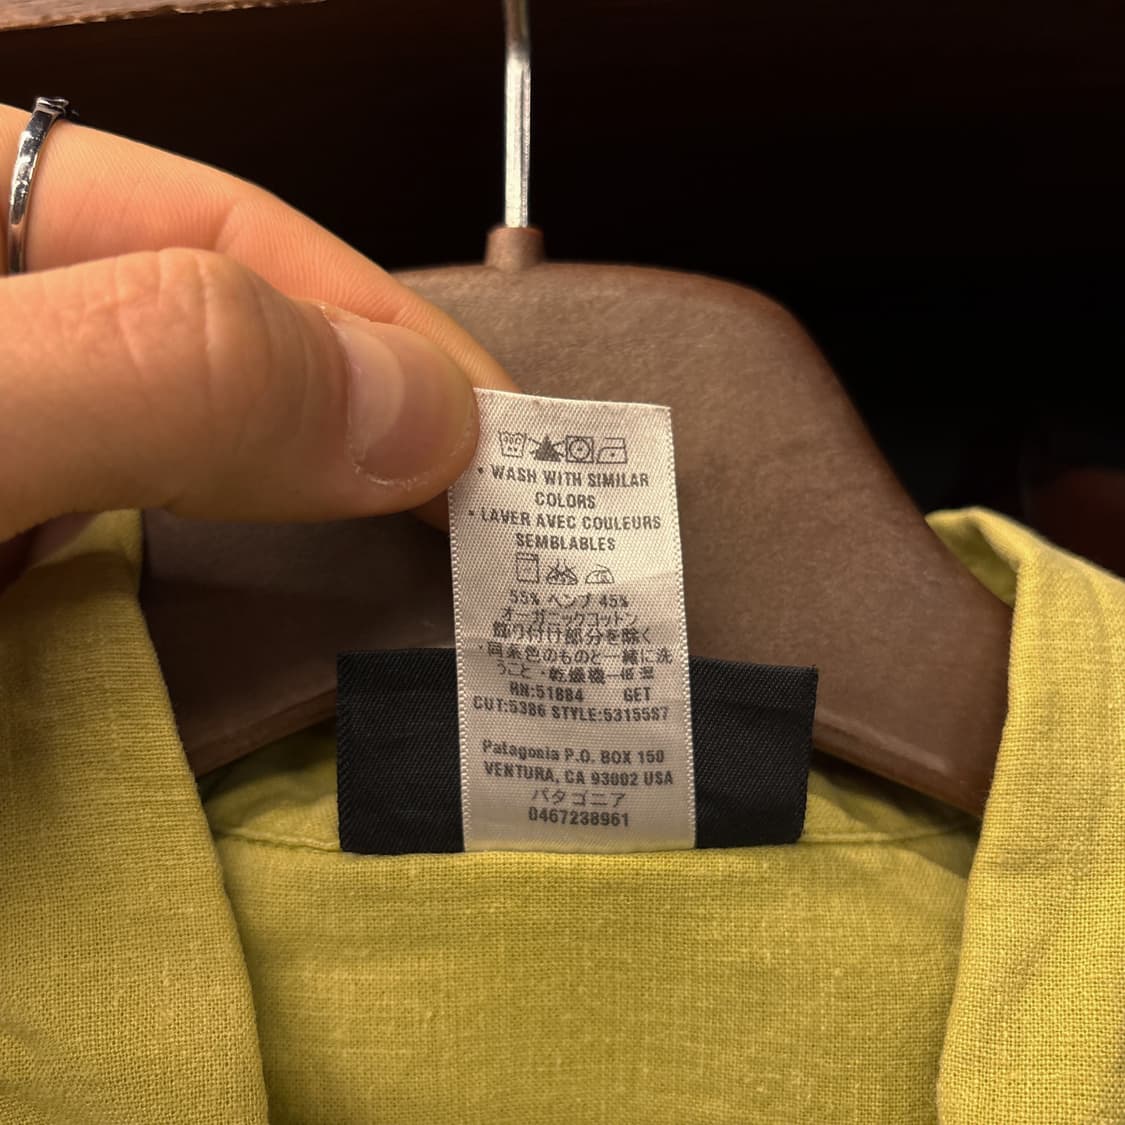 • WASH WITH SIMILAR
COLORS
• LAVER AVEC COULEURS
SEMBLABLES
55% ヘンプ 45%
オーガニックコットン
飾り付け部分を除く
・同系色のものと一緒に洗
うこと・乾燥機－低温
RN:51884 GET
CUT:5386 STYLE:53155S7
Patagonia P.O. BOX 150
VENTURA, CA 93002 USA
パタゴニア
0467238961